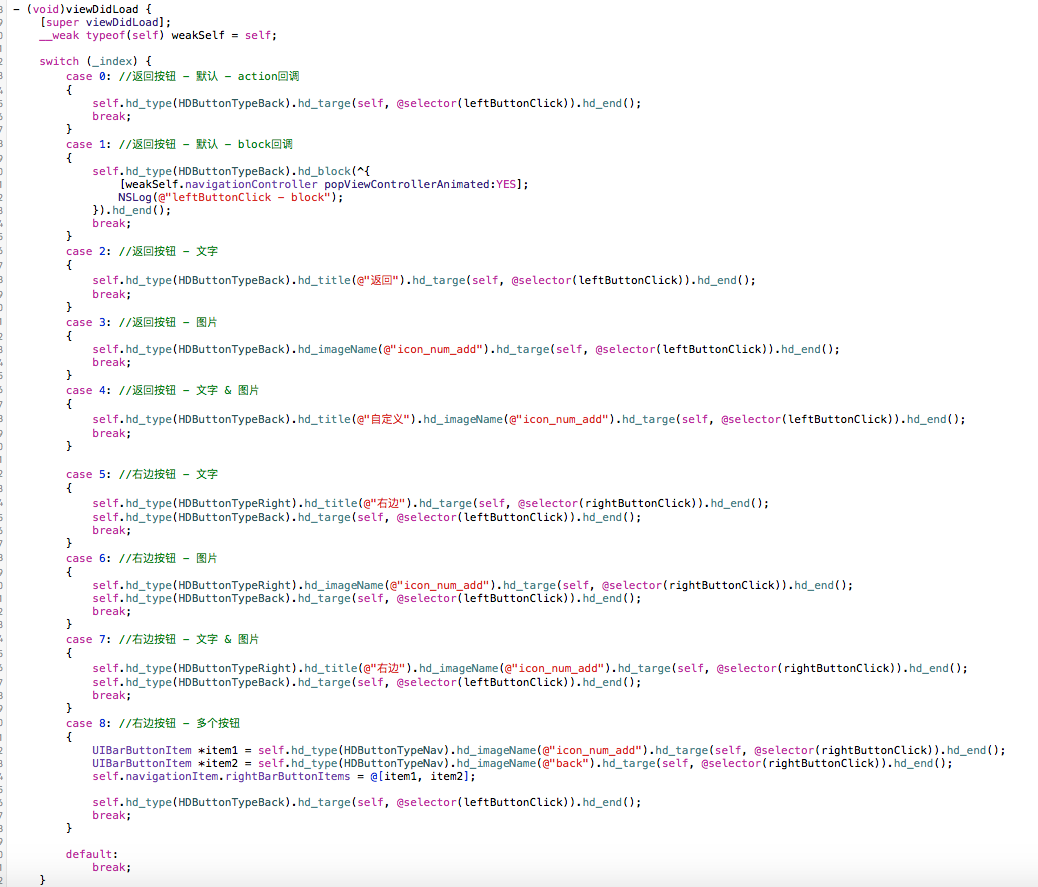 - (void)viewDidLoad {
    [super viewDidLoad];
    __weak typeof(self) weakSelf = self;

    switch (_index) {
        case 0: //返回按钮 - 默认 - action回调
        {
            self.hd_type(HDButtonTypeBack).hd_targe(self, @selector(leftButtonClick)).hd_end();
            break;
        }
        case 1: //返回按钮 - 默认 - block回调
        {
            self.hd_type(HDButtonTypeBack).hd_block(^{
                [weakSelf.navigationController popViewControllerAnimated:YES];
                NSLog(@"leftButtonClick - block");
            }).hd_end();
            break;
        }
        case 2: //返回按钮 - 文字
        {
            self.hd_type(HDButtonTypeBack).hd_title(@"返回").hd_targe(self, @selector(leftButtonClick)).hd_end();
            break;
        }
        case 3: //返回按钮 - 图片
        {
            self.hd_type(HDButtonTypeBack).hd_imageName(@"icon_num_add").hd_targe(self, @selector(leftButtonClick)).hd_end();
            break;
        }
        case 4: //返回按钮 - 文字 & 图片
        {
            self.hd_type(HDButtonTypeBack).hd_title(@"自定义").hd_imageName(@"icon_num_add").hd_targe(self, @selector(leftButtonClick)).hd_end();
            break;
        }

        case 5: //右边按钮 - 文字
        {
            self.hd_type(HDButtonTypeRight).hd_title(@"右边").hd_targe(self, @selector(rightButtonClick)).hd_end();
            self.hd_type(HDButtonTypeBack).hd_targe(self, @selector(leftButtonClick)).hd_end();
            break;
        }
        case 6: //右边按钮 - 图片
        {
            self.hd_type(HDButtonTypeRight).hd_imageName(@"icon_num_add").hd_targe(self, @selector(rightButtonClick)).hd_end();
            self.hd_type(HDButtonTypeBack).hd_targe(self, @selector(leftButtonClick)).hd_end();
            break;
        }
        case 7: //右边按钮 - 文字 & 图片
        {
            self.hd_type(HDButtonTypeRight).hd_title(@"右边").hd_imageName(@"icon_num_add").hd_targe(self, @selector(rightButtonClick)).hd_end();
            self.hd_type(HDButtonTypeBack).hd_targe(self, @selector(leftButtonClick)).hd_end();
            break;
        }
        case 8: //右边按钮 - 多个按钮
        {
            UIBarButtonItem *item1 = self.hd_type(HDButtonTypeNav).hd_imageName(@"icon_num_add").hd_targe(self, @selector(rightButtonClick)).hd_end();
            UIBarButtonItem *item2 = self.hd_type(HDButtonTypeNav).hd_imageName(@"back").hd_targe(self, @selector(rightButtonClick)).hd_end();
            self.navigationItem.rightBarButtonItems = @[item1, item2];

            self.hd_type(HDButtonTypeBack).hd_targe(self, @selector(leftButtonClick)).hd_end();
            break;
        }

        default:
            break;
    }